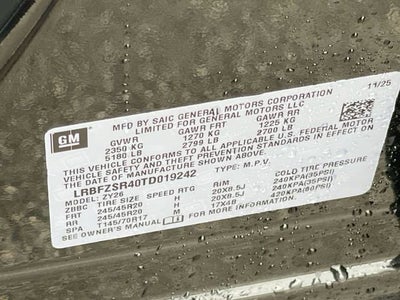 GM
MFD BY SAIC GENERAL MOTORS CORPORATION 11/25
LIMITED FOR GENERAL MOTORS LLC
GVWR GAWR FRT GAWR RR
2350 KG 1270 KG 1225 KG
5180 LB 2799 LB 2700 LB
THIS VEHICLE CONFORMS TO ALL APPLICABLE U.S. FEDERAL MOTOR
VEHICLE SAFETY AND THEFT PREVENTION STANDARDS IN EFFECT ON
THE DATE OF MANUFACTURE SHOWN ABOVE.
LRBFZSR40TD019242 TYPE: M.P.V.
MODEL: ZY26
ZBBC TIRE SIZE SPEED RTG RIM COLD TIRE PRESSURE
FRT 245/45R20 H 20X8.5J 240KPA(35PSI)
RR 245/45R20 H 20X8.5J 240KPA(35PSI)
SPA T145/70R17 M 17X4B 420KPA(60PSI)
SEE OWNER'S MANUAL FOR MORE INFORMATION